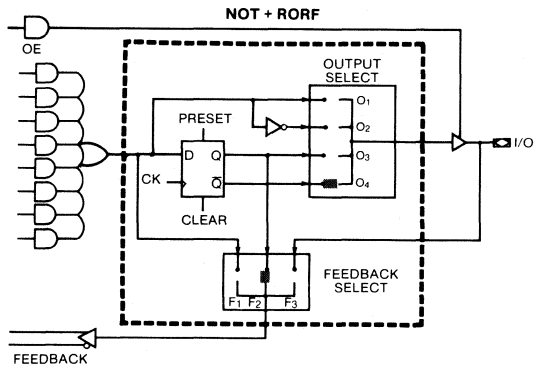 NOT + RORF
OE
OUTPUT
SELECT
O1
PRESET
O2
D Q
O3
I/O
CK
Q̅
O4
CLEAR
F1 F2 F3
FEEDBACK
SELECT
FEEDBACK